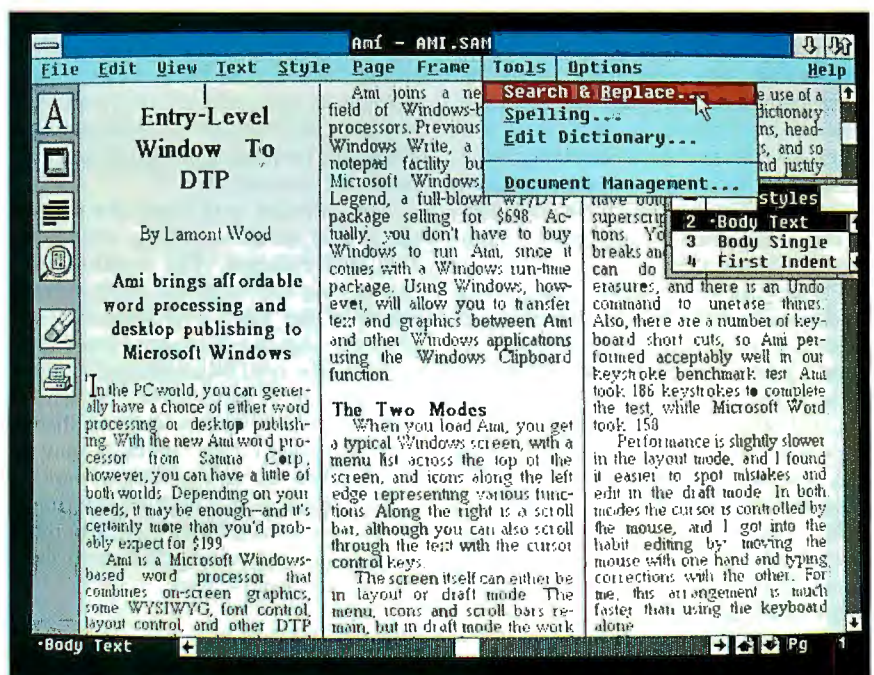 Amí - AMI.SAM
File Edit View Text Style Page Frame Tools Options Help
Search & Replace...
Spelling...
Edit Dictionary...
Document Management...
Styles
2 ·Body Text
3 Body Single
4 First Indent
A
Entry-Level
Window To
DTP
By Lamont Wood
Ami brings affordable
word processing and
desktop publishing to
Microsoft Windows
In the PC world, you can gener-
ally have a choice of either word
processing or desktop publish-
ing. With the new Ami word pro-
cessor from Samna Corp.,
however, you can have a little of
both worlds. Depending on your
needs, it may be enough--and it's
certainly more than you'd prob-
ably expect for $199.
Ami is a Microsoft Windows-
based word processor that
combines on-screen graphics,
some WYSIWYG, font control,
layout control, and other DTP
Ami joins a ne
field of Windows-b
processors. Previous
Windows Write, a
notepad facility bu
Microsoft Windows
Legend, a full-blown WP/DTP
package selling for $698. Ac-
tually, you don't have to buy
Windows to run Ami, since it
comes with a Windows run-time
package. Using Windows, how-
ever, will allow you to transfer
text and graphics between Ami
and other Windows applications
using the Windows Clipboard
function.
The Two Modes
When you load Ami, you get
a typical Windows screen, with a
menu list across the top of the
screen, and icons along the left
edge representing various func-
tions. Along the right is a scroll
bar, although you can also scroll
through the text with the cursor
control keys.
The screen itself can either be
in layout or draft mode. The
menu, icons and scroll bars re-
main, but in draft mode the work
e use of a
dictionary
ns, head-
s, and so
nd justify
have
superscrip
tions. Yo
breaks an
can do
erasures, and there is an Undo
command to unerase things.
Also, there are a number of key-
board short cuts, so Ami per-
formed acceptably well in our
keystroke benchmark test. Ami
took 186 keystrokes to complete
the test, while Microsoft Word
took 158.
Performance is slightly slower
in the layout mode, and I found
it easier to spot mistakes and
edit in the draft mode. In both
modes the cursor is controlled by
the mouse, and I got into the
habit editing by moving the
mouse with one hand and typing
corrections with the other. For
me, this arrangement is much
faster than using the keyboard
alone.
·Body Text Pg 1